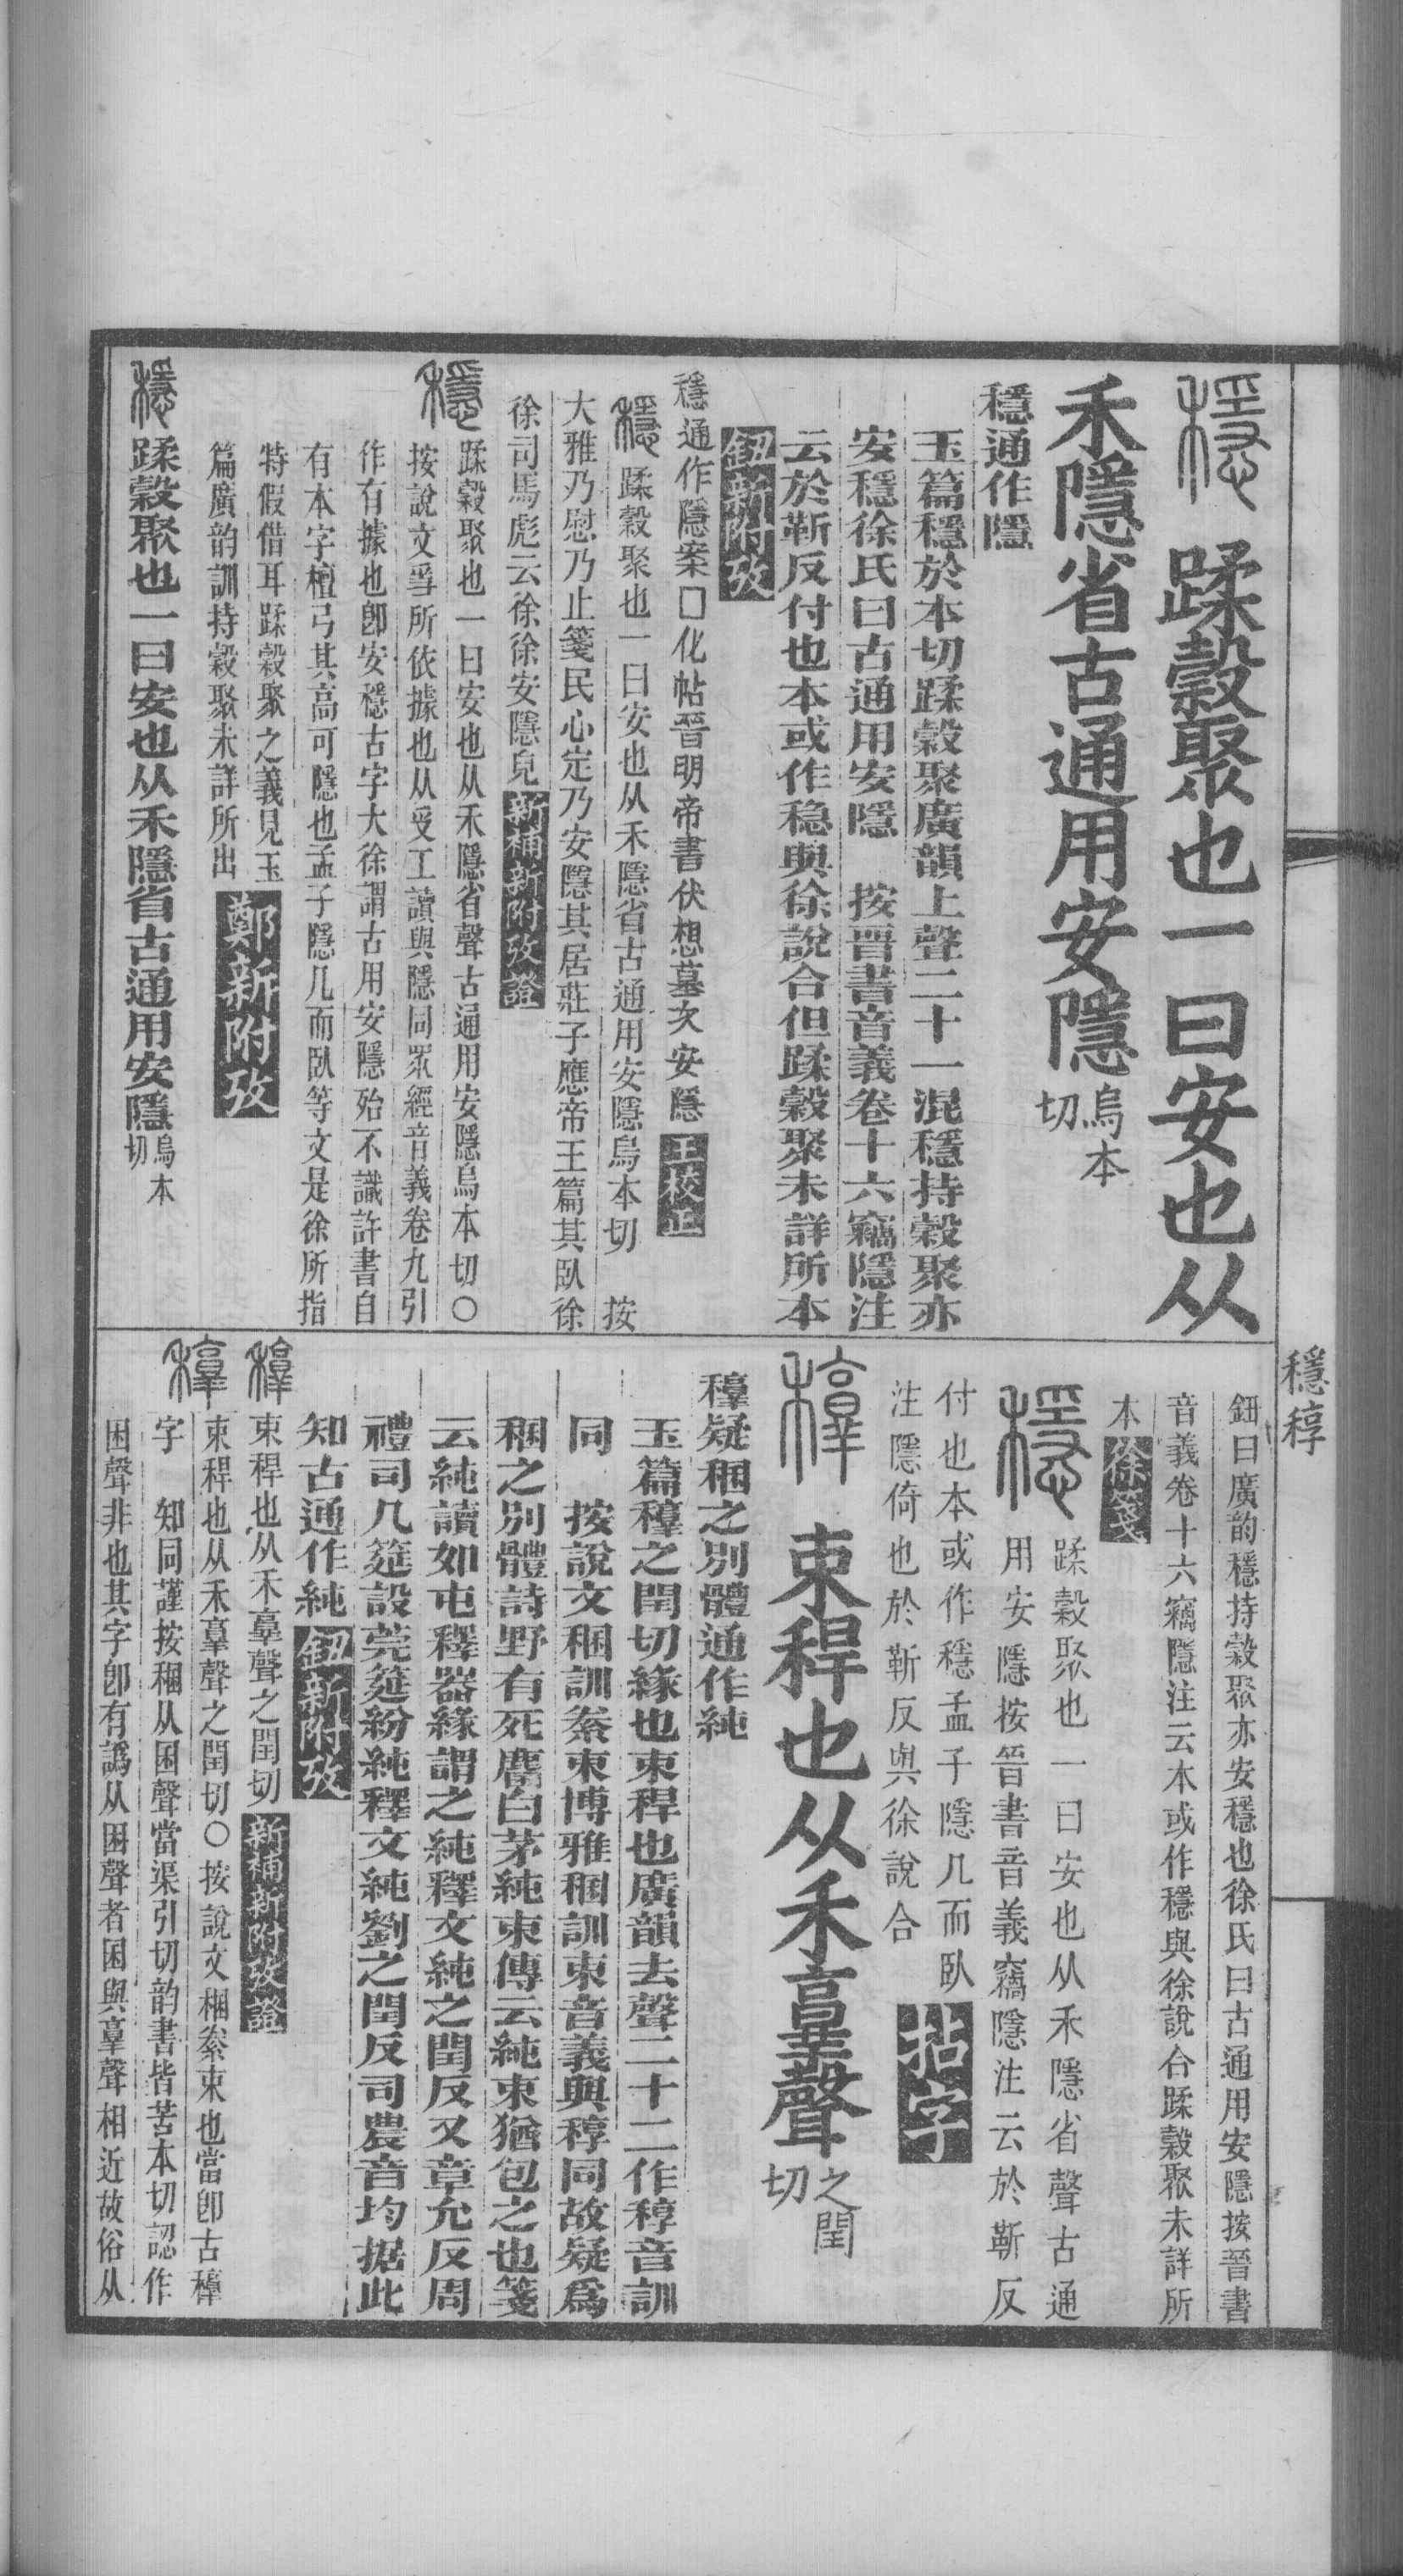 穩 蹂穀聚也一曰安也从
禾隱省古通用安隱烏本切
穩通作隱
玉篇穩於本切蹂穀聚廣韻上聲二十一混穩持穀聚亦
安穩徐氏曰古通用安隱 按晉書音義卷十六竊隱注
云於靳反付也本或作穩與徐說合但蹂穀聚未詳所本
鈕新附攷
穩通作隱案囗化帖晉明帝書伏想墓次安隱 王校正
穩 蹂穀聚也一曰安也从禾隱省古通用安隱烏本切 按
大雅乃慰乃止箋民心定乃安隱其居莊子應帝王篇其臥徐
徐司馬彪云徐徐安隱皃 新補新附攷證
穩 蹂穀聚也一曰安也从禾隱省聲古通用安隱烏本切〇
按說文㥯所依據也从𠬪工讀與隱同眾經音義卷九引
作有據也卽安穩古字大徐謂古用安隱殆不識許書自
有本字檀弓其高可隱也孟子隱几而臥等文是徐所指
特假借耳蹂穀聚之義見玉
篇廣韵訓持穀聚未詳所出 鄭新附攷
穩 蹂穀聚也一曰安也从禾隱省古通用安隱烏本切
穩稕
鈕曰廣韵穩持穀聚亦安穩也徐氏曰古通用安隱按晉書
音義卷十六竊隱注云本或作穩與徐說合蹂穀聚未詳所
本 徐箋
穩 蹂穀聚也一曰安也从禾隱省聲古通
用安隱按晉書音義竊隱注云於靳反
付也本或作穩孟子隱几而臥
注隱倚也於靳反與徐說合 拈字
稕 束稈也从禾𦎫聲之閏切
稕疑稇之別體通作純
玉篇稕之閏切緣也束稈也廣韻去聲二十二作稕音訓
同 按說文稇訓絭束博雅稇訓束音義與稕同故疑爲
稇之別體詩野有死麕白茅純束傳云純束猶包之也箋
云純讀如屯釋器緣謂之純釋文純之閏反又章允反周
禮司几筵設莞筵紛純釋文純劉之閏反司農音均据此
知古通作純 鈕新附攷
稕 束稈也从禾𦎫聲之閏切 新補新附攷證
稕 束稈也从禾𦎫聲之閏切〇按說文稇絭束也當卽古稕
字 知同謹按稇从囷聲當渠引切韵書皆苦本切認作
困聲非也其字卽有譌从困聲者囷與𦎫聲相近故俗从